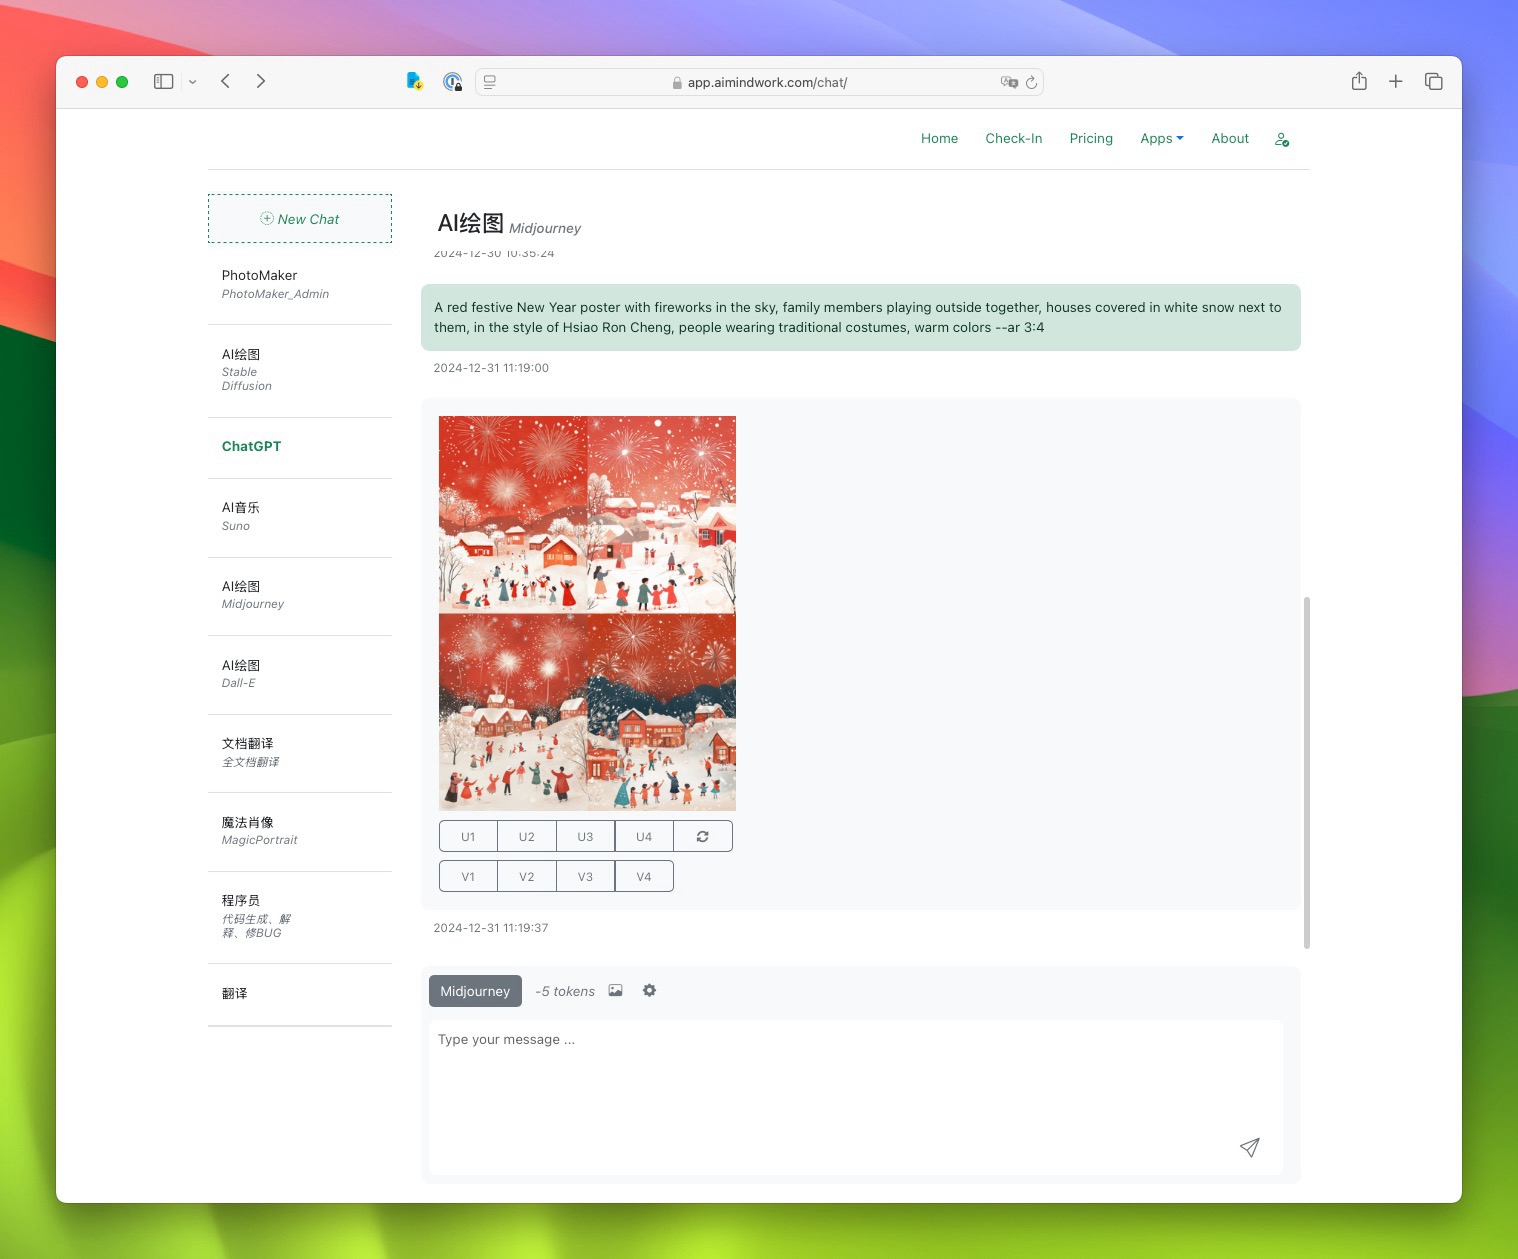 app.aimindwork.com/chat/
Home
Check-In
Pricing
Apps
About
New Chat
PhotoMaker
PhotoMaker_Admin
AI绘图
Stable
Diffusion
ChatGPT
AI音乐
Suno
AI绘图
Midjourney
AI绘图
Dall-E
文档翻译
全文档翻译
魔法肖像
MagicPortrait
程序员
代码生成、解
释、修BUG
翻译
AI绘图 Midjourney
2024-12-30 10:35:24
A red festive New Year poster with fireworks in the sky, family members playing outside together, houses covered in white snow next to
them, in the style of Hsiao Ron Cheng, people wearing traditional costumes, warm colors --ar 3:4
2024-12-31 11:19:00
U1
U2
U3
U4
V1
V2
V3
V4
2024-12-31 11:19:37
Midjourney
-5 tokens
Type your message ...